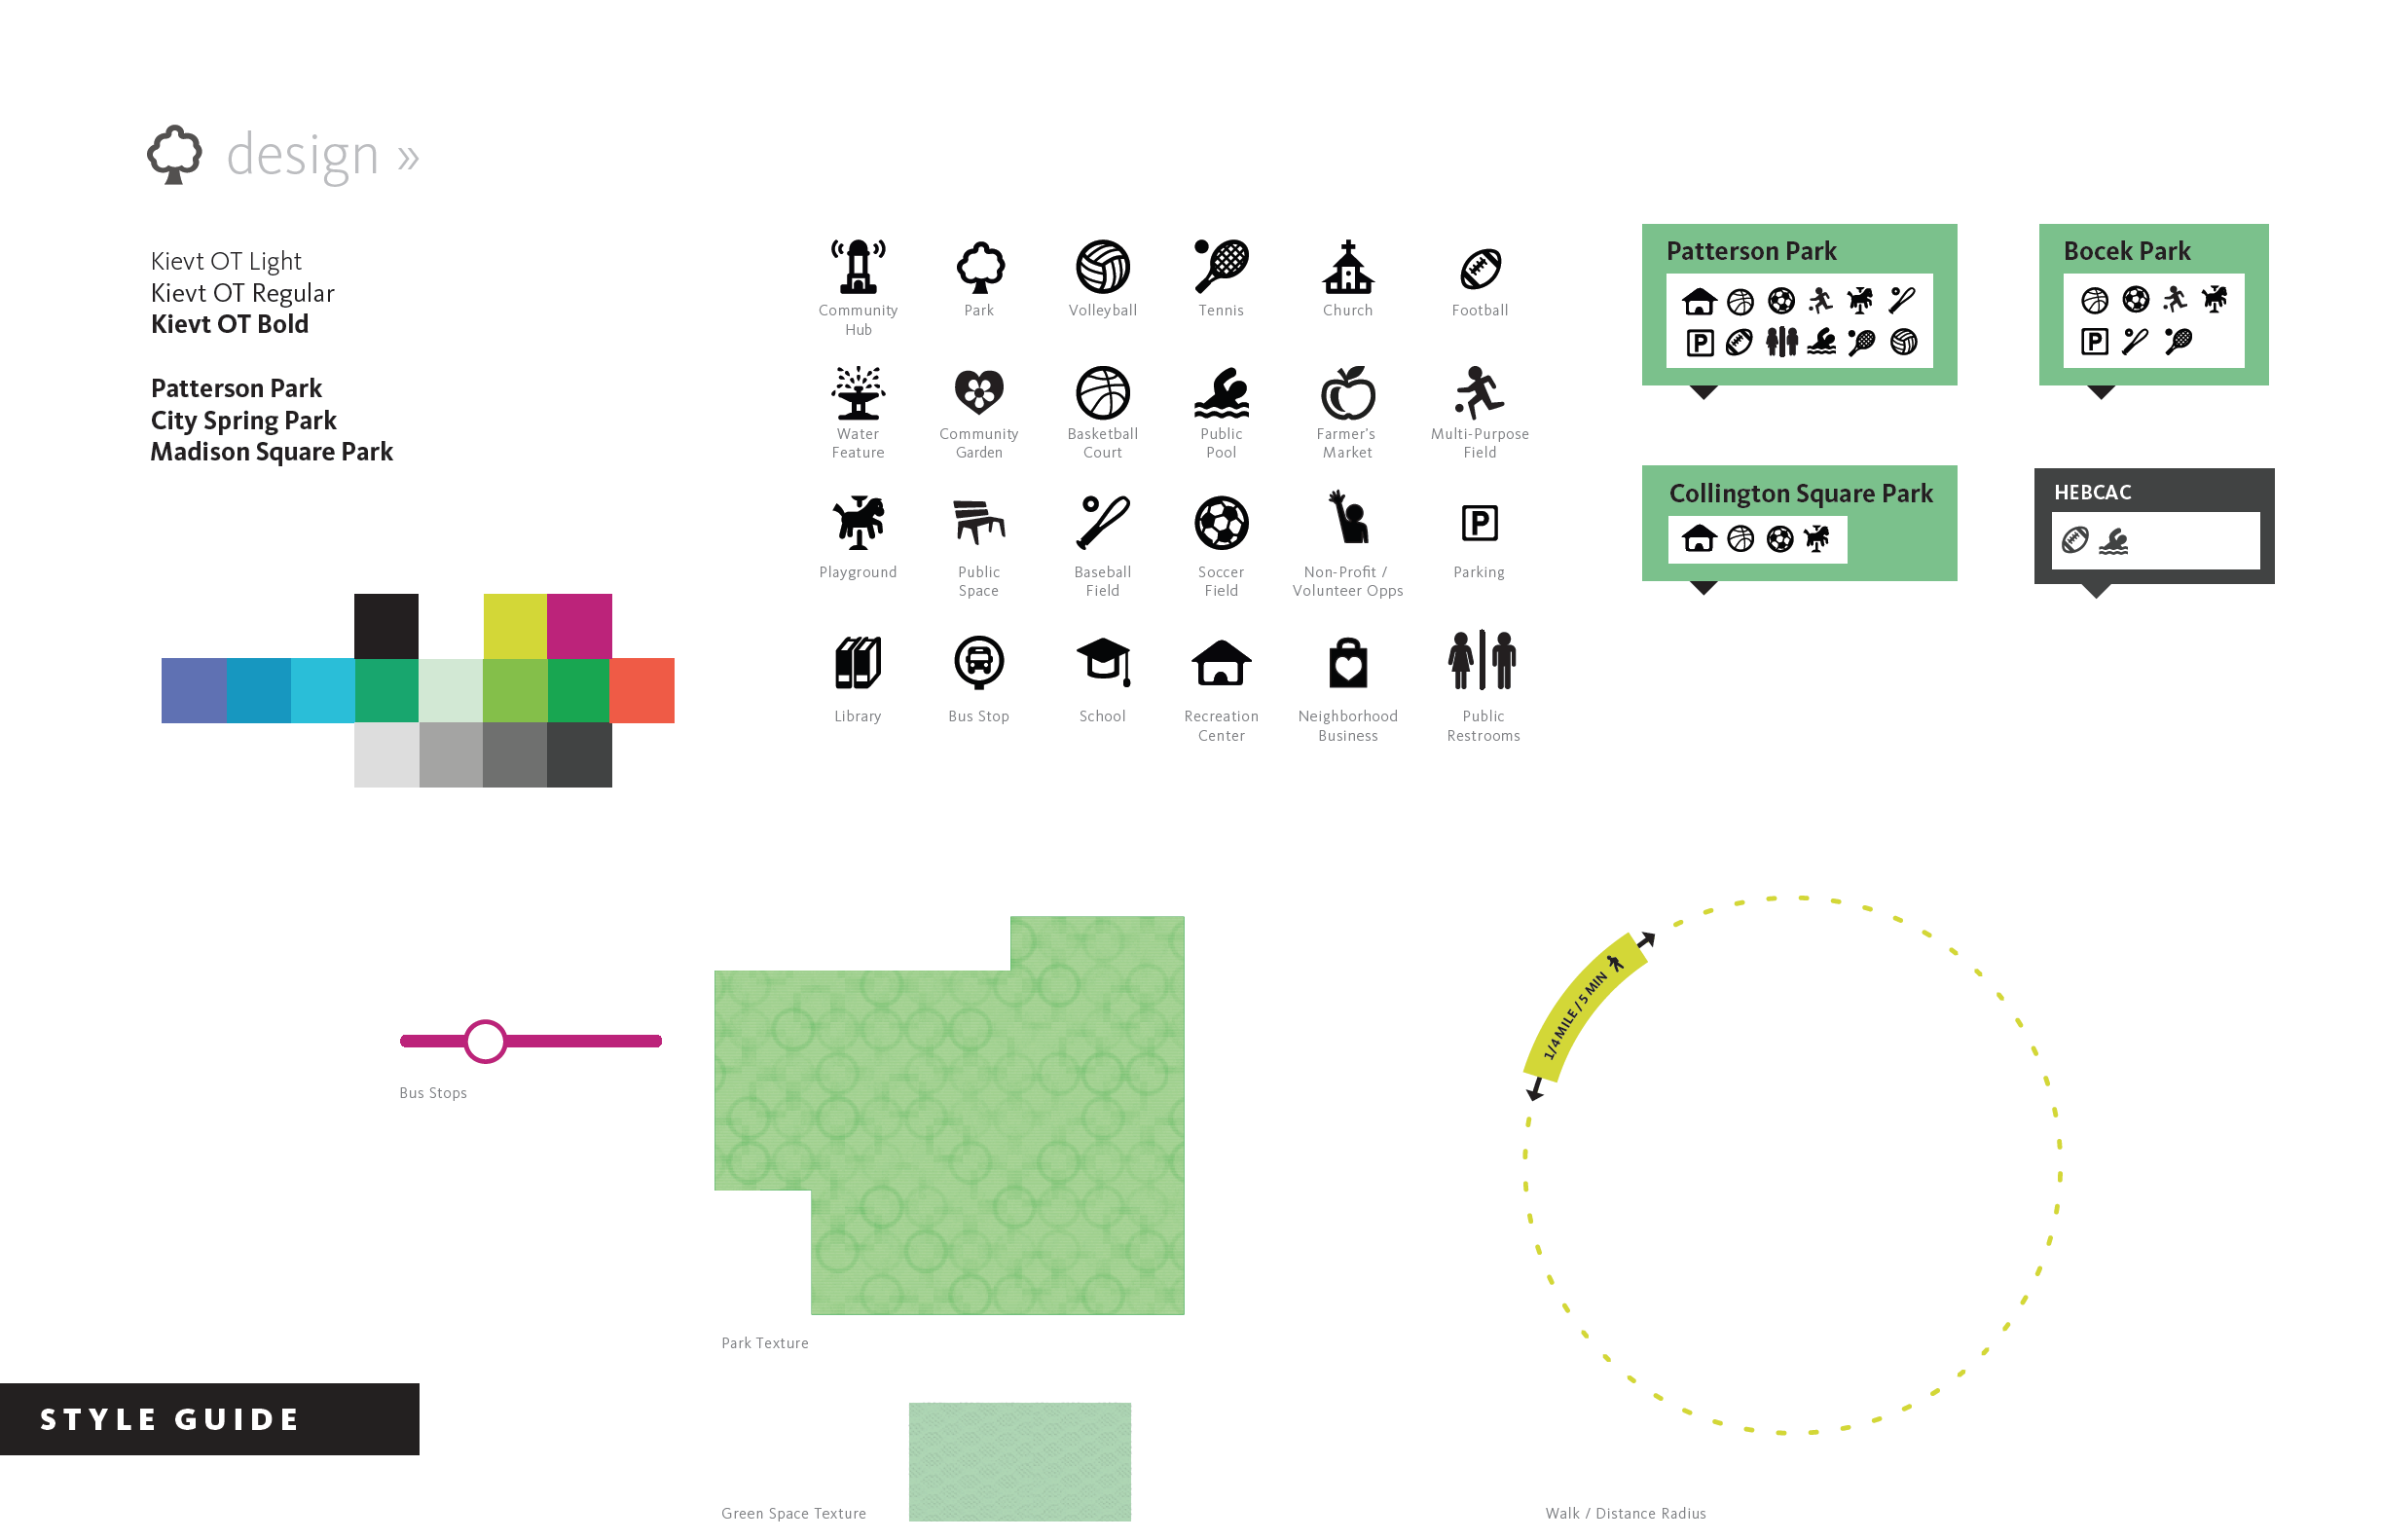 design »
Kievt OT Light
Kievt OT Regular
Kievt OT Bold
Patterson Park
City Spring Park
Madison Square Park
Community
Hub
Park
Volleyball
Tennis
Church
Football
Water
Feature
Community
Garden
Basketball
Court
Public
Pool
Farmer's
Market
Multi-Purpose
Field
Playground
Public
Space
Baseball
Field
Soccer
Field
Non-Profit /
Volunteer Opps
P
Parking
Library
Bus Stop
School
Recreation
Center
Neighborhood
Business
Public
Restrooms
Patterson Park
P
Bocek Park
P
Collington Square Park
HEBCAC
Bus Stops
Park Texture
Green Space Texture
1/4 MILE / 5 MIN
Walk / Distance Radius
STYLE GUIDE